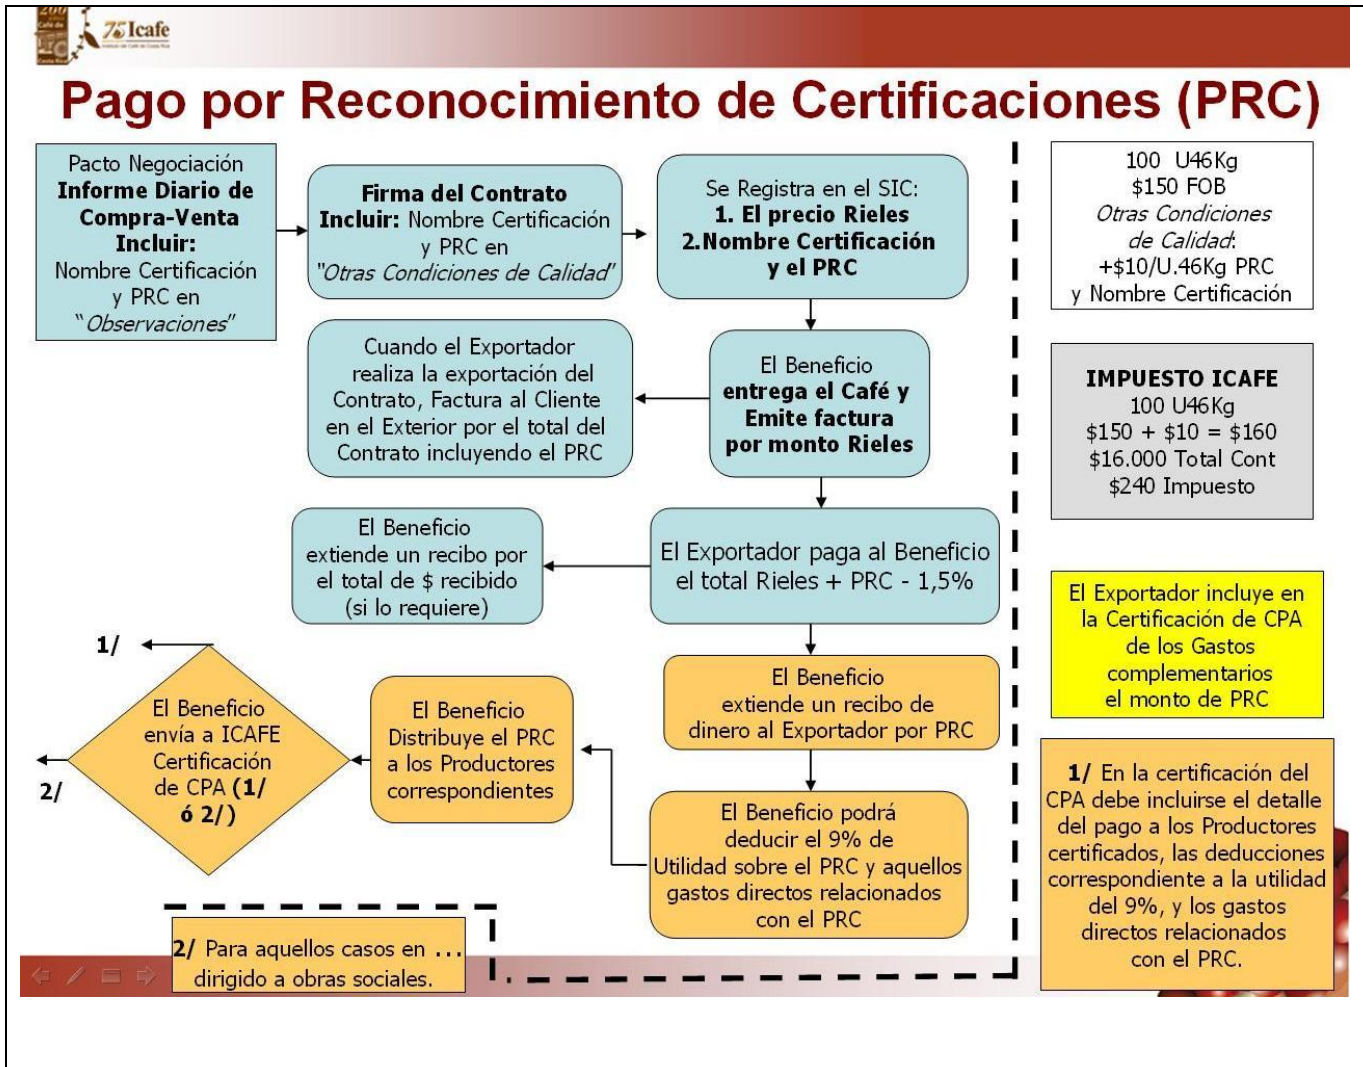 200
Café de
Costa Rica
75 Icafe
Instituto del Café de Costa Rica
Pago por Reconocimiento de Certificaciones (PRC)
Pacto Negociación
Informe Diario de
Compra-Venta
Incluir:
Nombre Certificación
y PRC en
“Observaciones”
Firma del Contrato
Incluir: Nombre Certificación
y PRC en
“Otras Condiciones de Calidad”
Se Registra en el SIC:
1. El precio Rieles
2.Nombre Certificación
y el PRC
El Beneficio
entrega el Café y
Emite factura
por monto Rieles
Cuando el Exportador
realiza la exportación del
Contrato, Factura al Cliente
en el Exterior por el total del
Contrato incluyendo el PRC
El Exportador paga al Beneficio
el total Rieles + PRC - 1,5%
El Beneficio
extiende un recibo por
el total de $ recibido
(si lo requiere)
El Beneficio
extiende un recibo de
dinero al Exportador por PRC
El Beneficio podrá
deducir el 9% de
Utilidad sobre el PRC y aquellos
gastos directos relacionados
con el PRC
El Beneficio
Distribuye el PRC
a los Productores
correspondientes
El Beneficio
envía a ICAFE
Certificación
de CPA (1/
ó 2/)
1/
2/
2/ Para aquellos casos en ...
dirigido a obras sociales.
100 U46Kg
$150 FOB
Otras Condiciones
de Calidad:
+$10/U.46Kg PRC
y Nombre Certificación
IMPUESTO ICAFE
100 U46Kg
$150 + $10 = $160
$16.000 Total Cont
$240 Impuesto
El Exportador incluye en
la Certificación de CPA
de los Gastos
complementarios
el monto de PRC
1/ En la certificación del
CPA debe incluirse el detalle
del pago a los Productores
certificados, las deducciones
correspondiente a la utilidad
del 9%, y los gastos
directos relacionados
con el PRC.